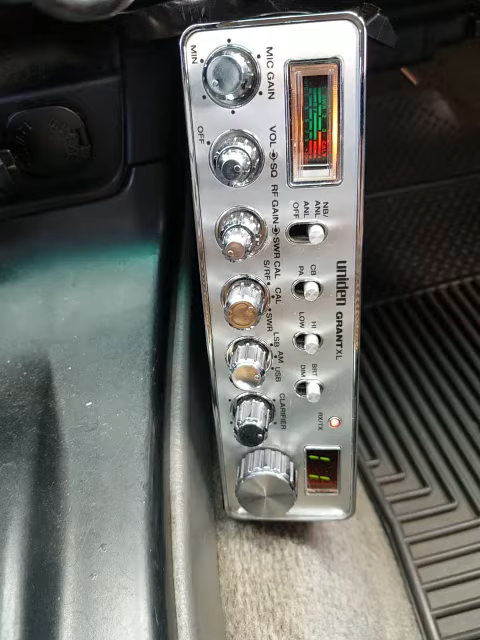 MIC GAIN
MIN
VOL
SQ
OFF
RF GAIN
SWR CAL
S/RF
CAL
SWR
LSB
AM
USB
CLARIFIER
NB/
ANL
ANL
OFF
CB
PA
HI
LOW
BRT
DIM
uniden GRANT XL
RX/TX
11